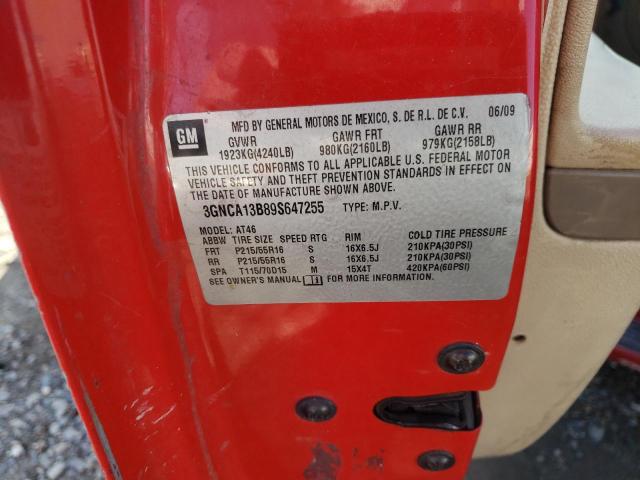 GM
MFD BY GENERAL MOTORS DE MEXICO, S. DE R.L. DE C.V. 06/09
GVWR GAWR FRT GAWR RR
1923KG(4240LB) 980KG(2160LB) 979KG(2158LB)
THIS VEHICLE CONFORMS TO ALL APPLICABLE U.S. FEDERAL MOTOR
VEHICLE SAFETY AND THEFT PREVENTION STANDARDS IN EFFECT ON
THE DATE OF MANUFACTURE SHOWN ABOVE.
3GNCA13B89S647255 TYPE: M.P.V.
MODEL: AT46
ABBW TIRE SIZE SPEED RTG RIM COLD TIRE PRESSURE
FRT P215/55R16 S 16X6.5J 210KPA(30PSI)
RR P215/55R16 S 16X6.5J 210KPA(30PSI)
SPA T115/70D15 M 15X4T 420KPA(60PSI)
SEE OWNER'S MANUAL FOR MORE INFORMATION.